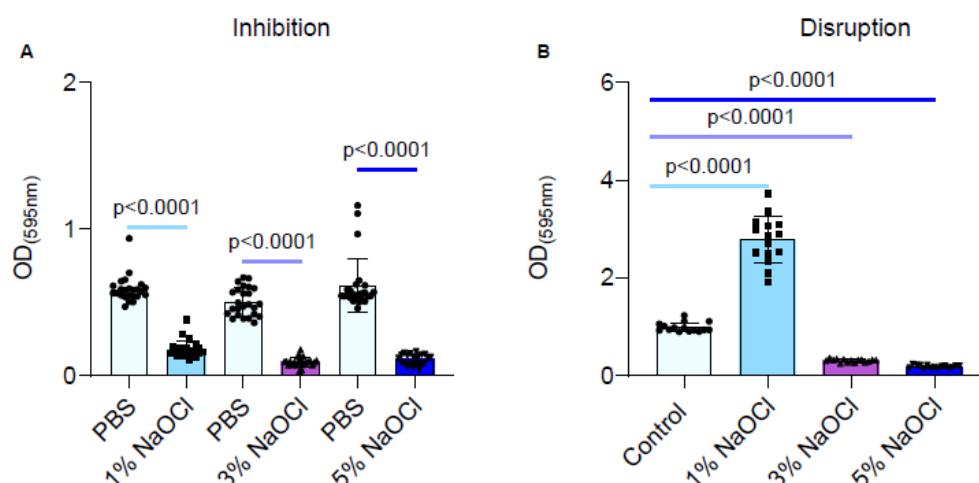 Inhibition
A
2
1
0
OD(595nm)
p<0.0001
p<0.0001
p<0.0001
PBS
1% NaOCl
PBS
3% NaOCl
PBS
5% NaOCl
Disruption
B
6
4
2
0
OD(595nm)
p<0.0001
p<0.0001
p<0.0001
Control
1% NaOCl
3% NaOCl
5% NaOCl